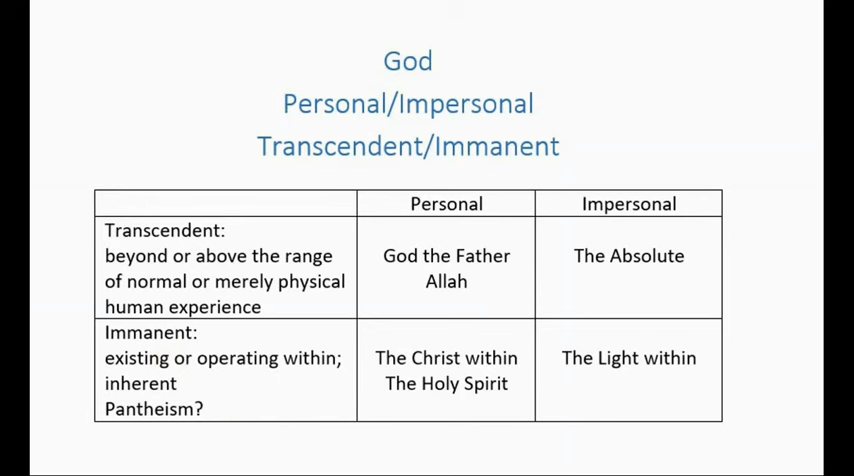 God
Personal/Impersonal
Transcendent/Immanent
Personal
Impersonal
Transcendent:
beyond or above the range
of normal or merely physical
human experience
God the Father
Allah
The Absolute
Immanent:
existing or operating within;
inherent
Pantheism?
The Christ within
The Holy Spirit
The Light within